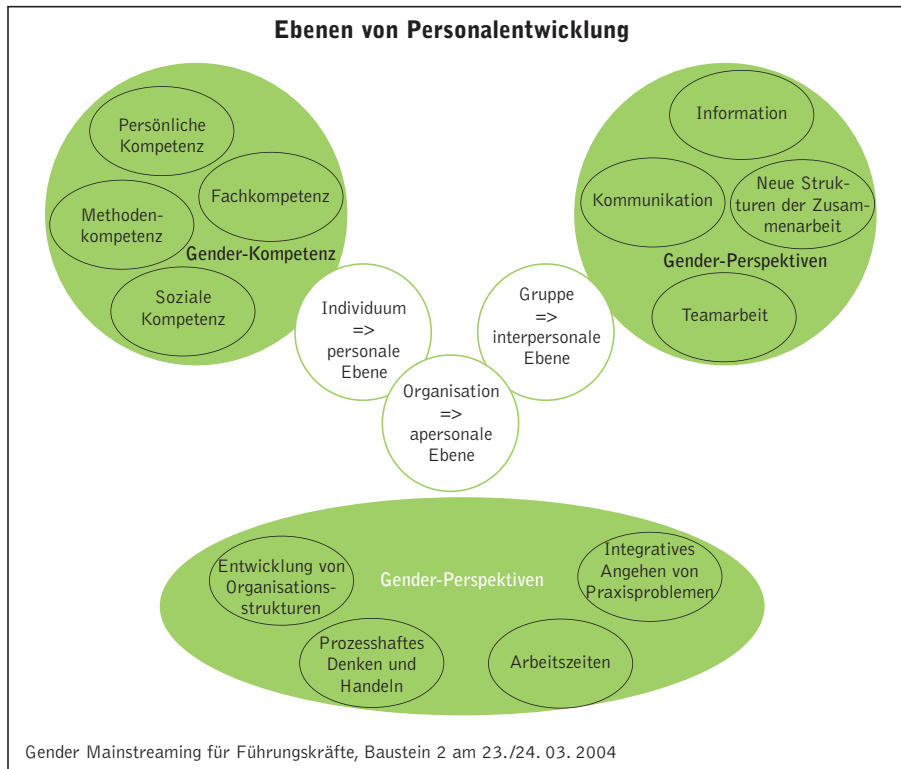 Ebenen von Personalentwicklung
Persönliche
Kompetenz
Fachkompetenz
Methoden-
kompetenz
Gender-Kompetenz
Soziale
Kompetenz
Information
Kommunikation
Neue Struk-
turen der Zusam-
menarbeit
Gender-Perspektiven
Teamarbeit
Individuum
=>
personale
Ebene
Gruppe
=>
interpersonale
Ebene
Organisation
=>
apersonale
Ebene
Entwicklung von
Organisations-
strukturen
Gender-Perspektiven
Integratives
Angehen von
Praxisproblemen
Prozesshaftes
Denken und
Handeln
Arbeitszeiten
Gender Mainstreaming für Führungskräfte, Baustein 2 am 23./24. 03. 2004